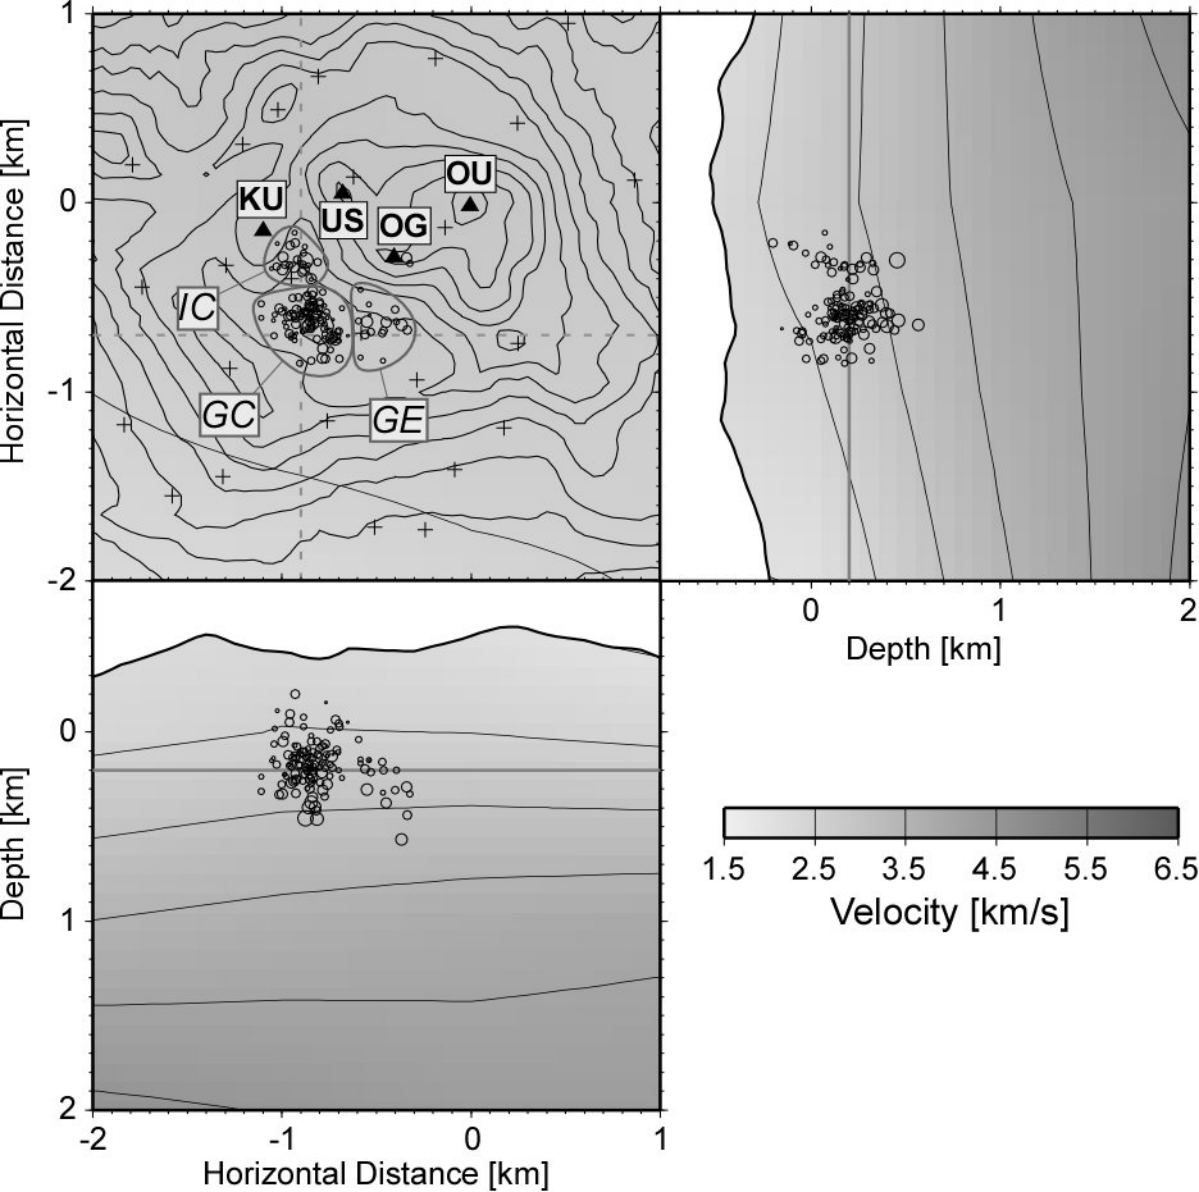 1
0
-1
-2
Horizontal Distance [km]
KU
US
OG
OU
IC
GC
GE
0
1
2
Depth [km]
0
1
2
Depth [km]
-2
-1
0
1
Horizontal Distance [km]
1.5
2.5
3.5
4.5
5.5
6.5
Velocity [km/s]